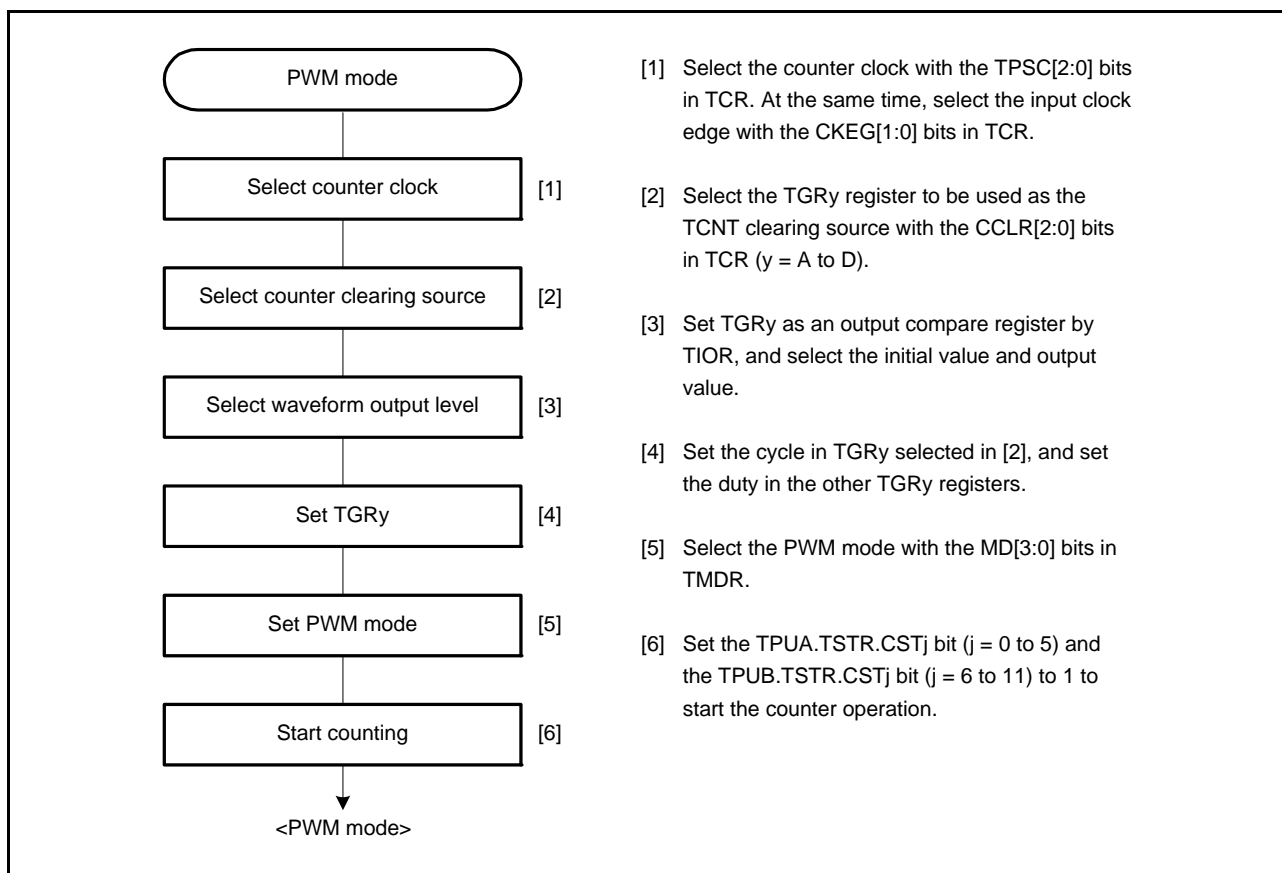 PWM mode
Select counter clock [1]
Select counter clearing source [2]
Select waveform output level [3]
Set TGRy [4]
Set PWM mode [5]
Start counting [6]
<PWM mode>
[1] Select the counter clock with the TPSC[2:0] bits
in TCR. At the same time, select the input clock
edge with the CKEG[1:0] bits in TCR.
[2] Select the TGRy register to be used as the
TCNT clearing source with the CCLR[2:0] bits
in TCR (y = A to D).
[3] Set TGRy as an output compare register by
TIOR, and select the initial value and output
value.
[4] Set the cycle in TGRy selected in [2], and set
the duty in the other TGRy registers.
[5] Select the PWM mode with the MD[3:0] bits in
TMDR.
[6] Set the TPUA.TSTR.CSTj bit (j = 0 to 5) and
the TPUB.TSTR.CSTj bit (j = 6 to 11) to 1 to
start the counter operation.